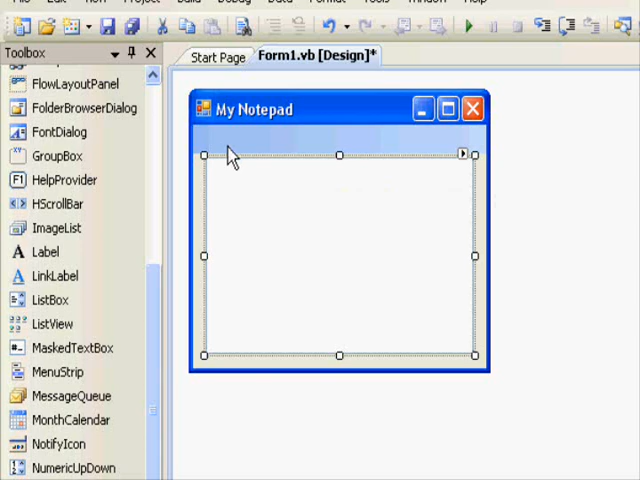 Start Page
Form1.vb [Design]*
Toolbox
FlowLayoutPanel
FolderBrowserDialog
FontDialog
GroupBox
HelpProvider
HScrollBar
ImageList
Label
LinkLabel
ListBox
ListView
MaskedTextBox
MenuStrip
MessageQueue
MonthCalendar
NotifyIcon
NumericUpDown
My Notepad